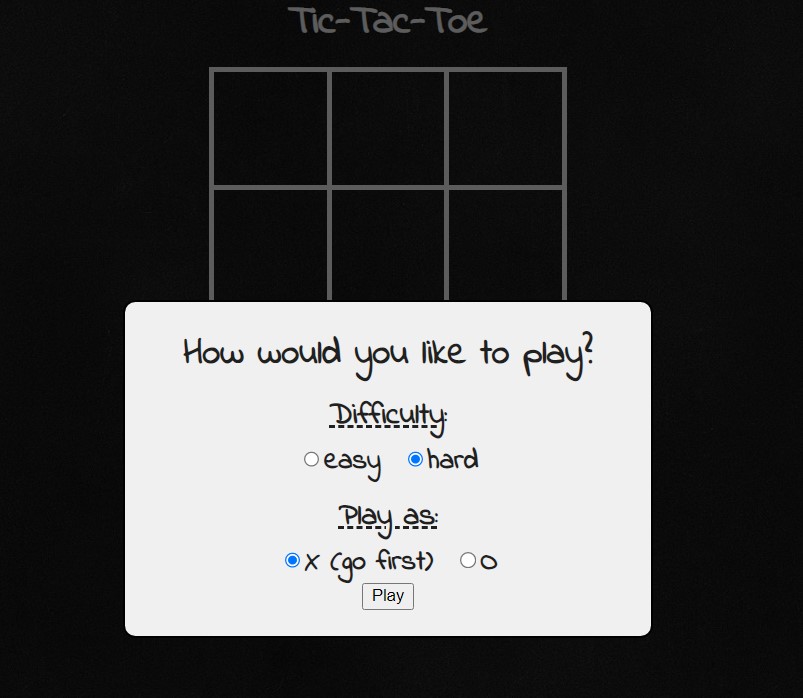 Tic-Tac-Toe
How would you like to play?
Difficulty:
easy hard
Play as:
X (go first) O
Play